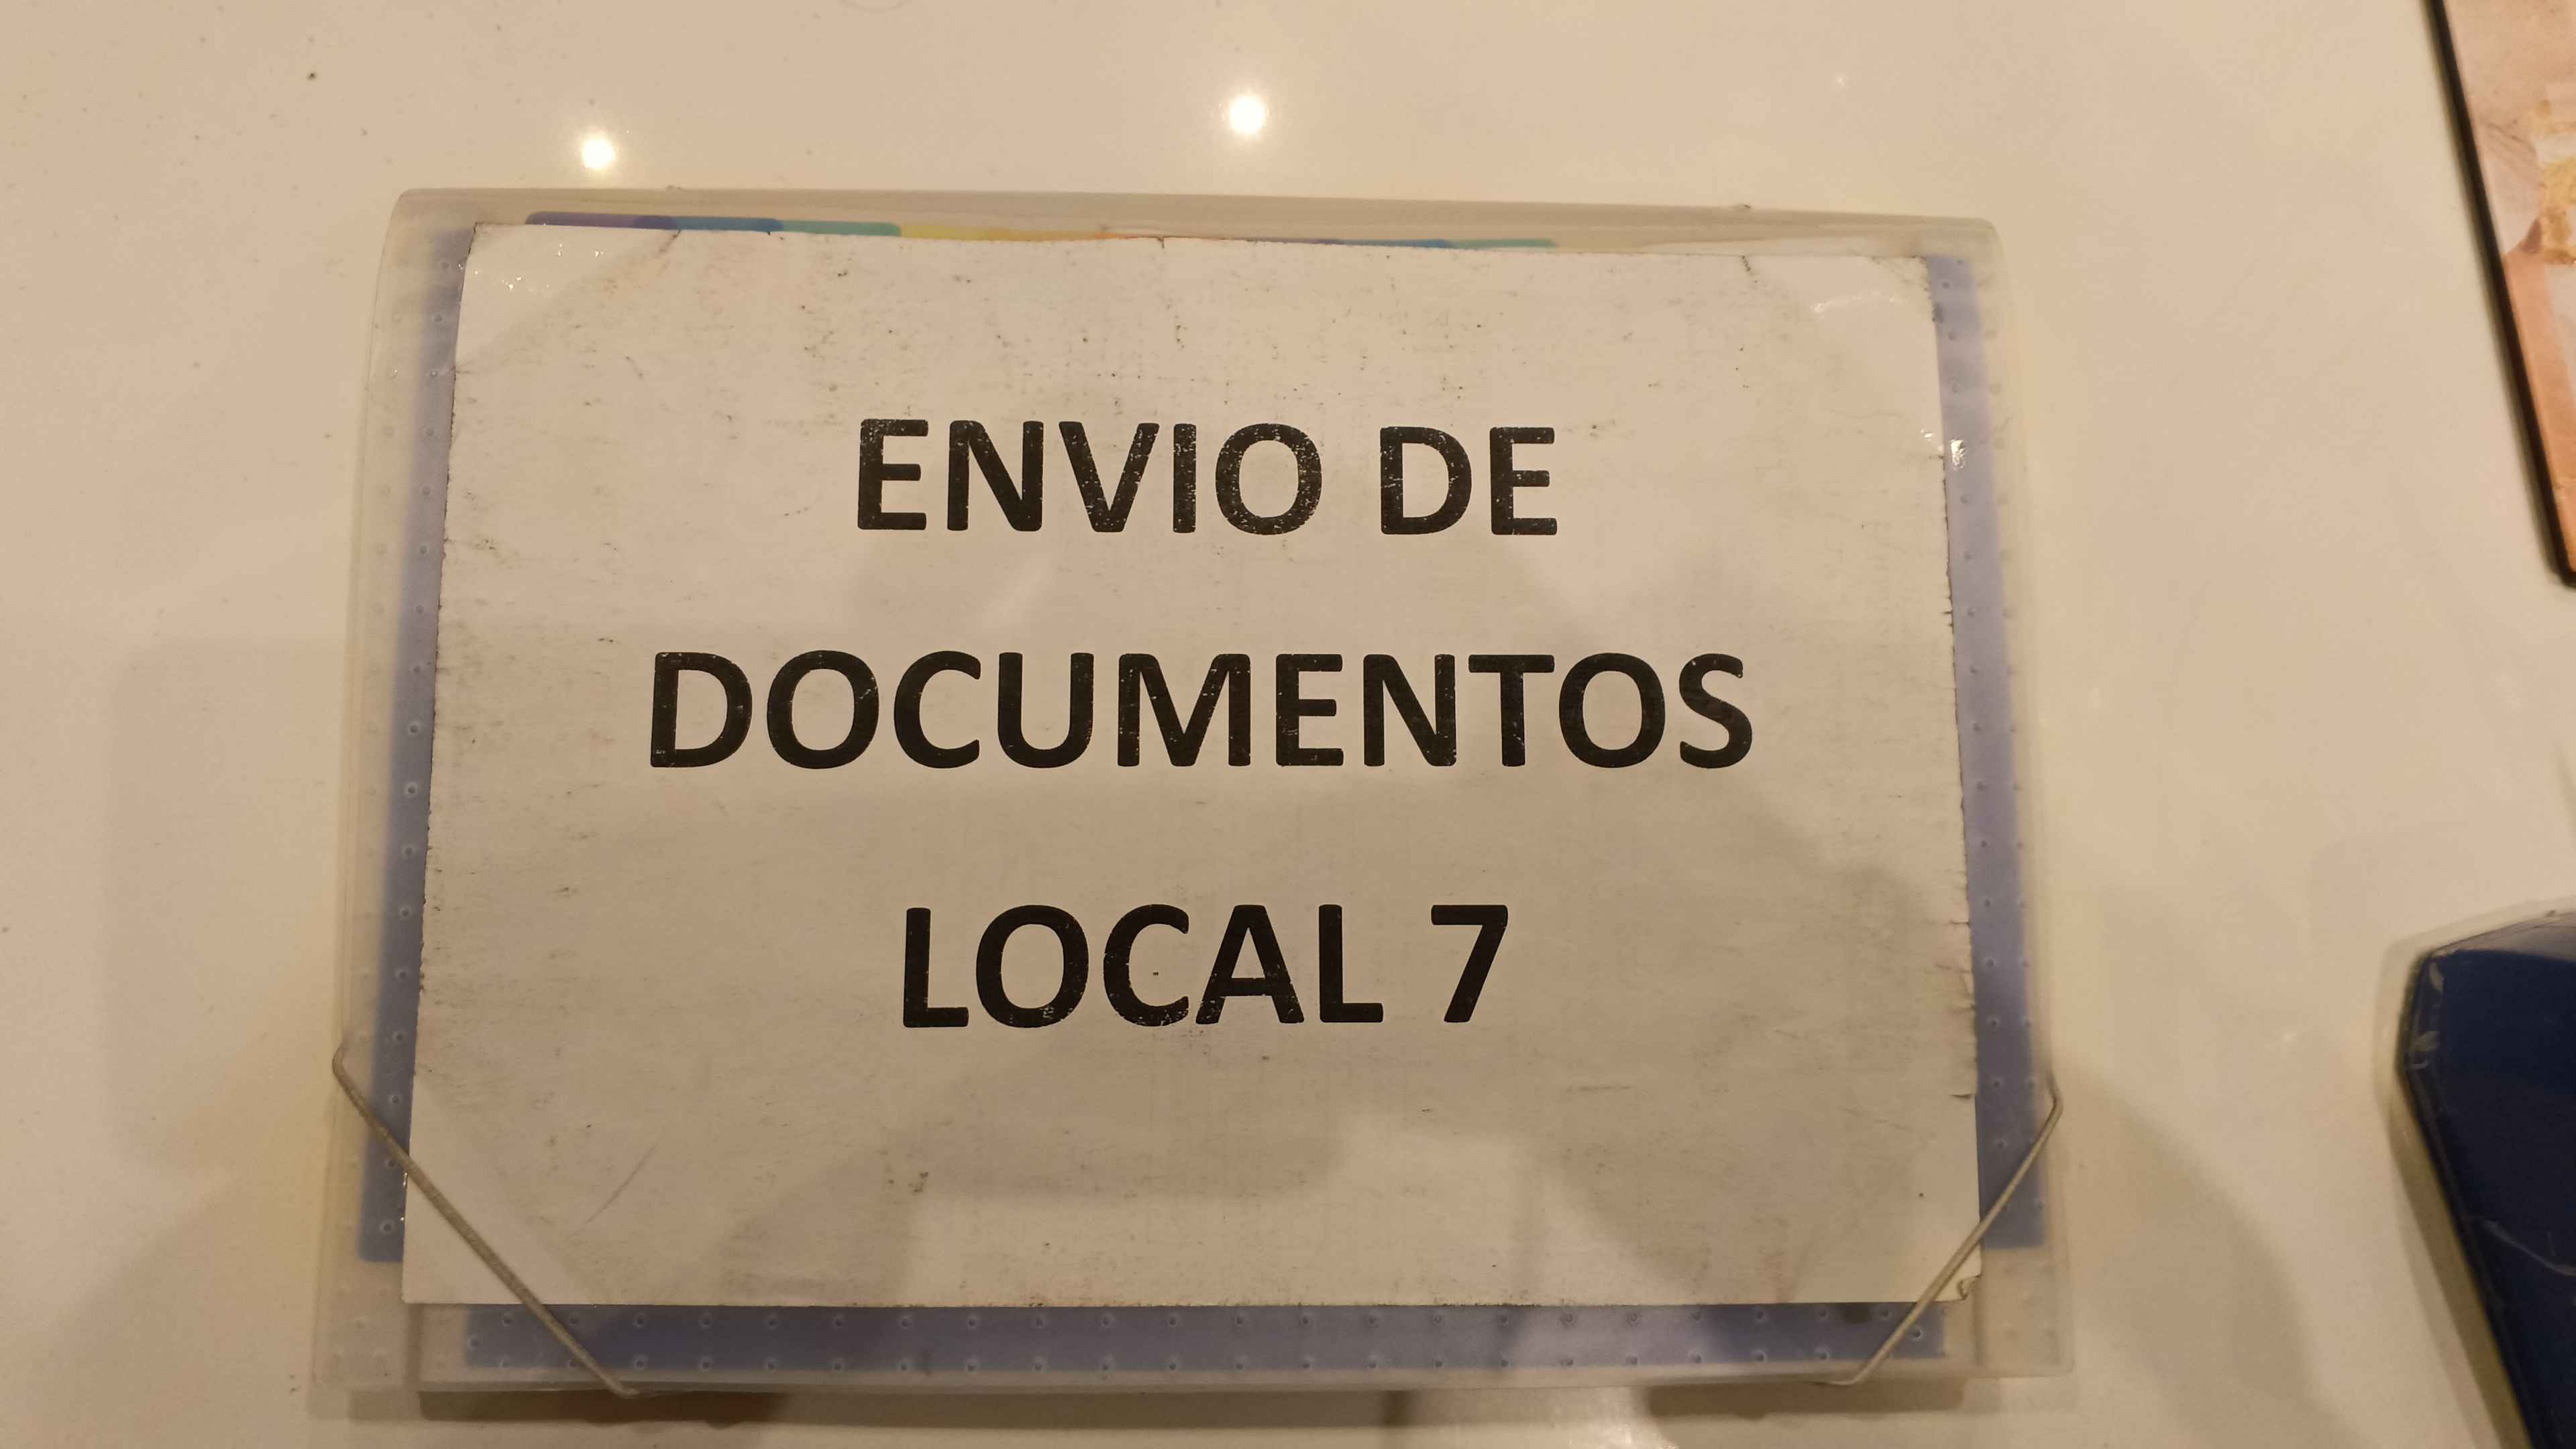 ENVIO DE
DOCUMENTOS
LOCAL 7